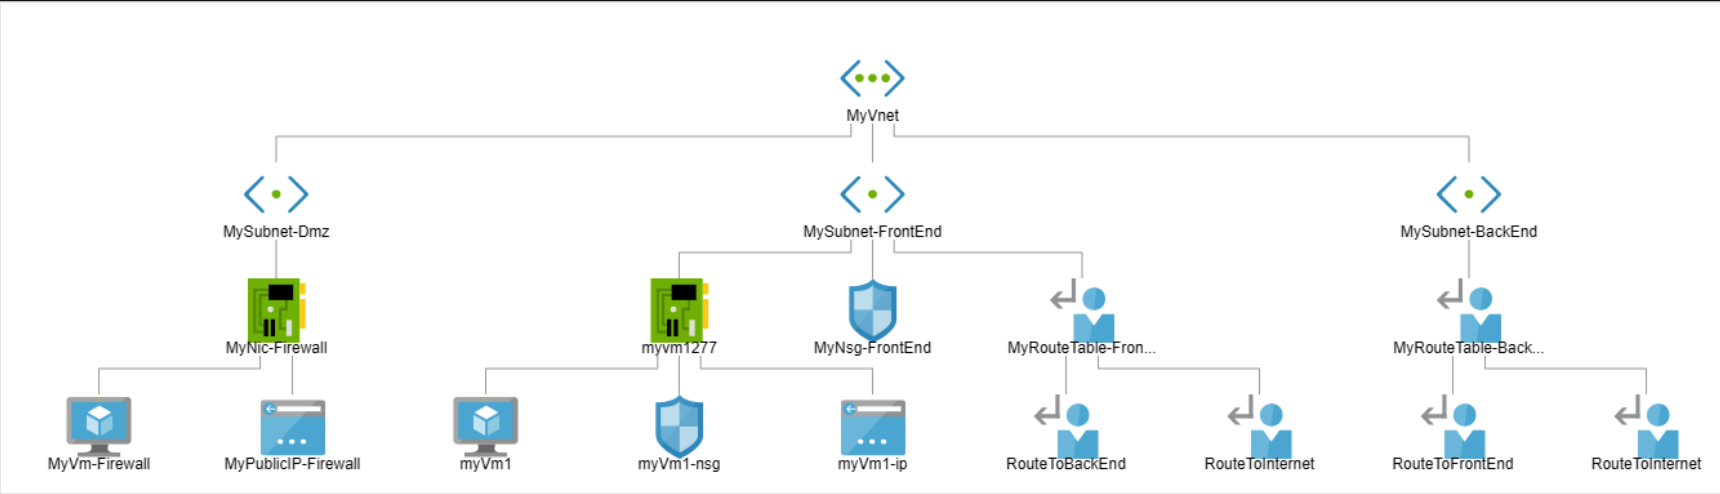 MyVnet
MySubnet-Dmz
MySubnet-FrontEnd
MySubnet-BackEnd
MyNic-Firewall
myvm1277
MyNsg-FrontEnd
MyRouteTable-Fron...
MyRouteTable-Back...
MyVm-Firewall
MyPublicIP-Firewall
myVm1
myVm1-nsg
myVm1-ip
RouteToBackEnd
RouteToInternet
RouteToFrontEnd
RouteToInternet